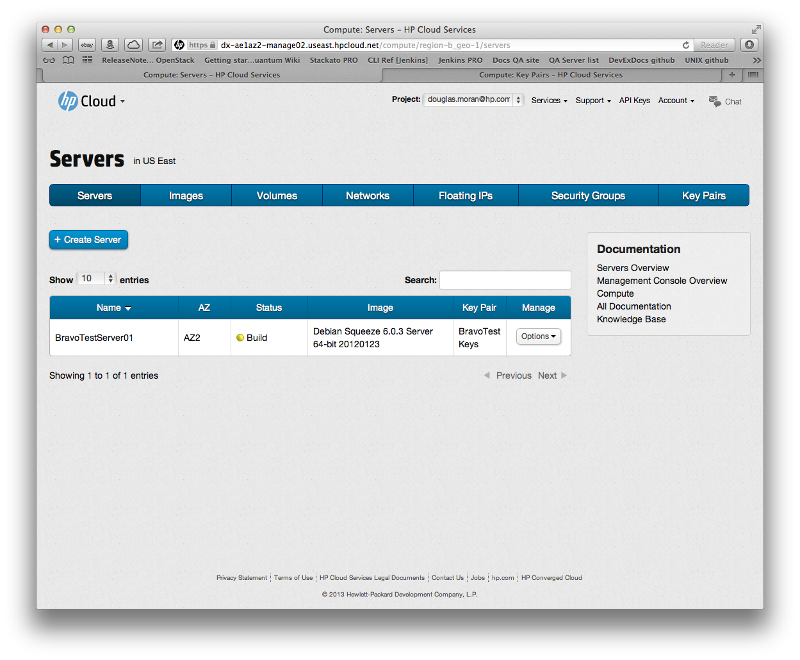 Compute: Servers – HP Cloud Services
ebay
https dx-ae1az2-manage02.useast.hpcloud.net/compute/region-b_geo-1/servers Reader
ReleaseNote... OpenStack Getting star...uantum Wiki Stackato PRO CLI Ref [Jenkins] Jenkins PRO Docs QA site QA Server list DevExDocs github UNIX github
Compute: Servers – HP Cloud Services Compute: Key Pairs – HP Cloud Services
hp Cloud Project: douglas.moran@hp.com Services Support API Keys Account Chat
Servers in US East
Servers Images Volumes Networks Floating IPs Security Groups Key Pairs
+ Create Server
Show 10 entries Search:
Name AZ Status Image Key Pair Manage
BravoTestServer01 AZ2 Build Debian Squeeze 6.0.3 Server 64-bit 20120123 BravoTest Keys Options
Showing 1 to 1 of 1 entries Previous Next
Documentation
Servers Overview
Management Console Overview
Compute
All Documentation
Knowledge Base
Privacy Statement | Terms of Use | HP Cloud Services Legal Documents | Contact Us | Jobs | hp.com | HP Converged Cloud
© 2013 Hewlett-Packard Development Company, L.P.